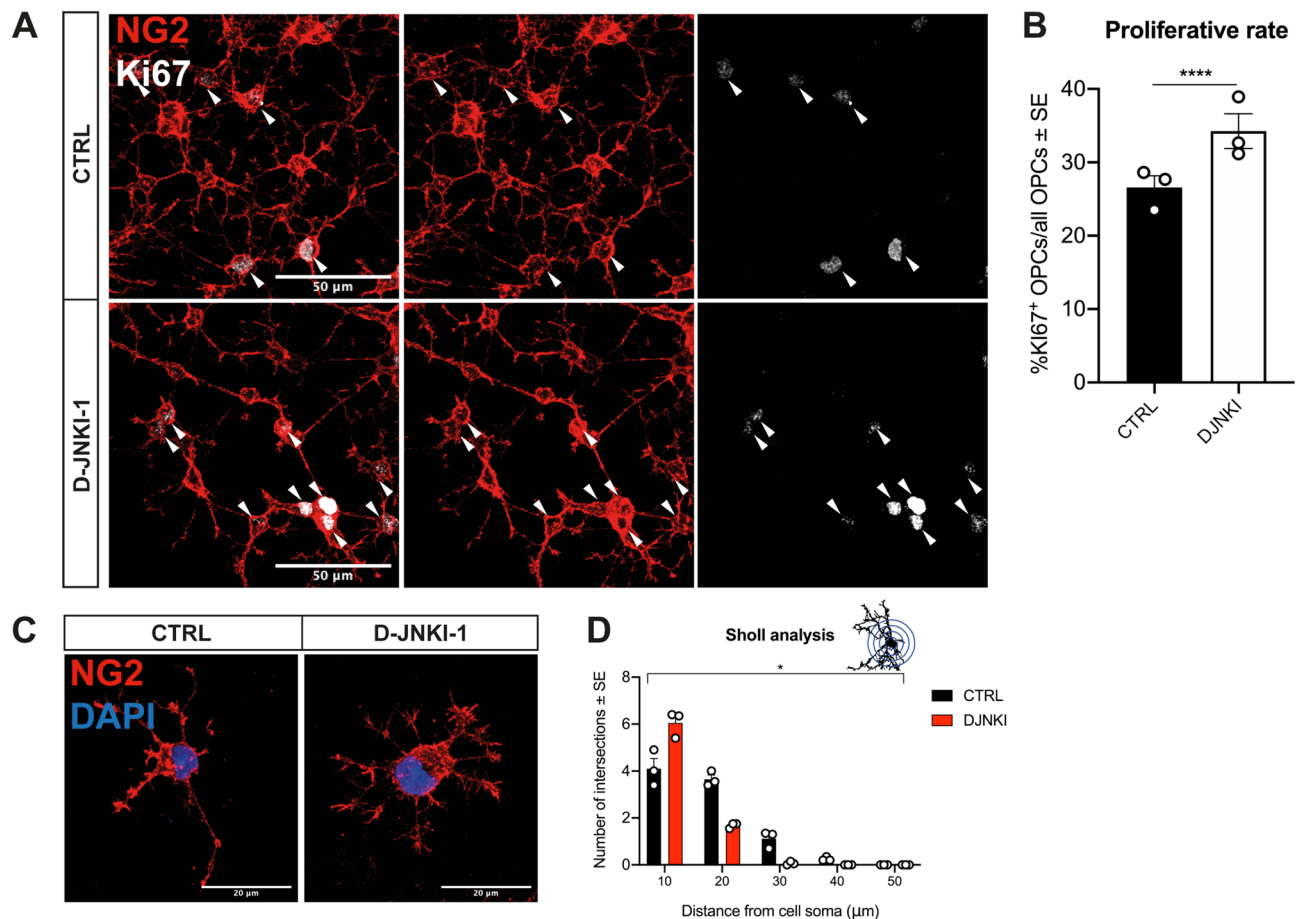 A
NG2
Ki67
CTRL
50 µm
D-JNKI-1
50 µm
B
Proliferative rate
****
%KI67+ OPCs/all OPCs ± SE
40
30
20
10
0
CTRL
DJNKI
C
CTRL
D-JNKI-1
NG2
DAPI
20 µm
20 µm
D
Sholl analysis
*
CTRL
DJNKI
Number of intersections ± SE
8
6
4
2
0
10 20 30 40 50
Distance from cell soma (µm)